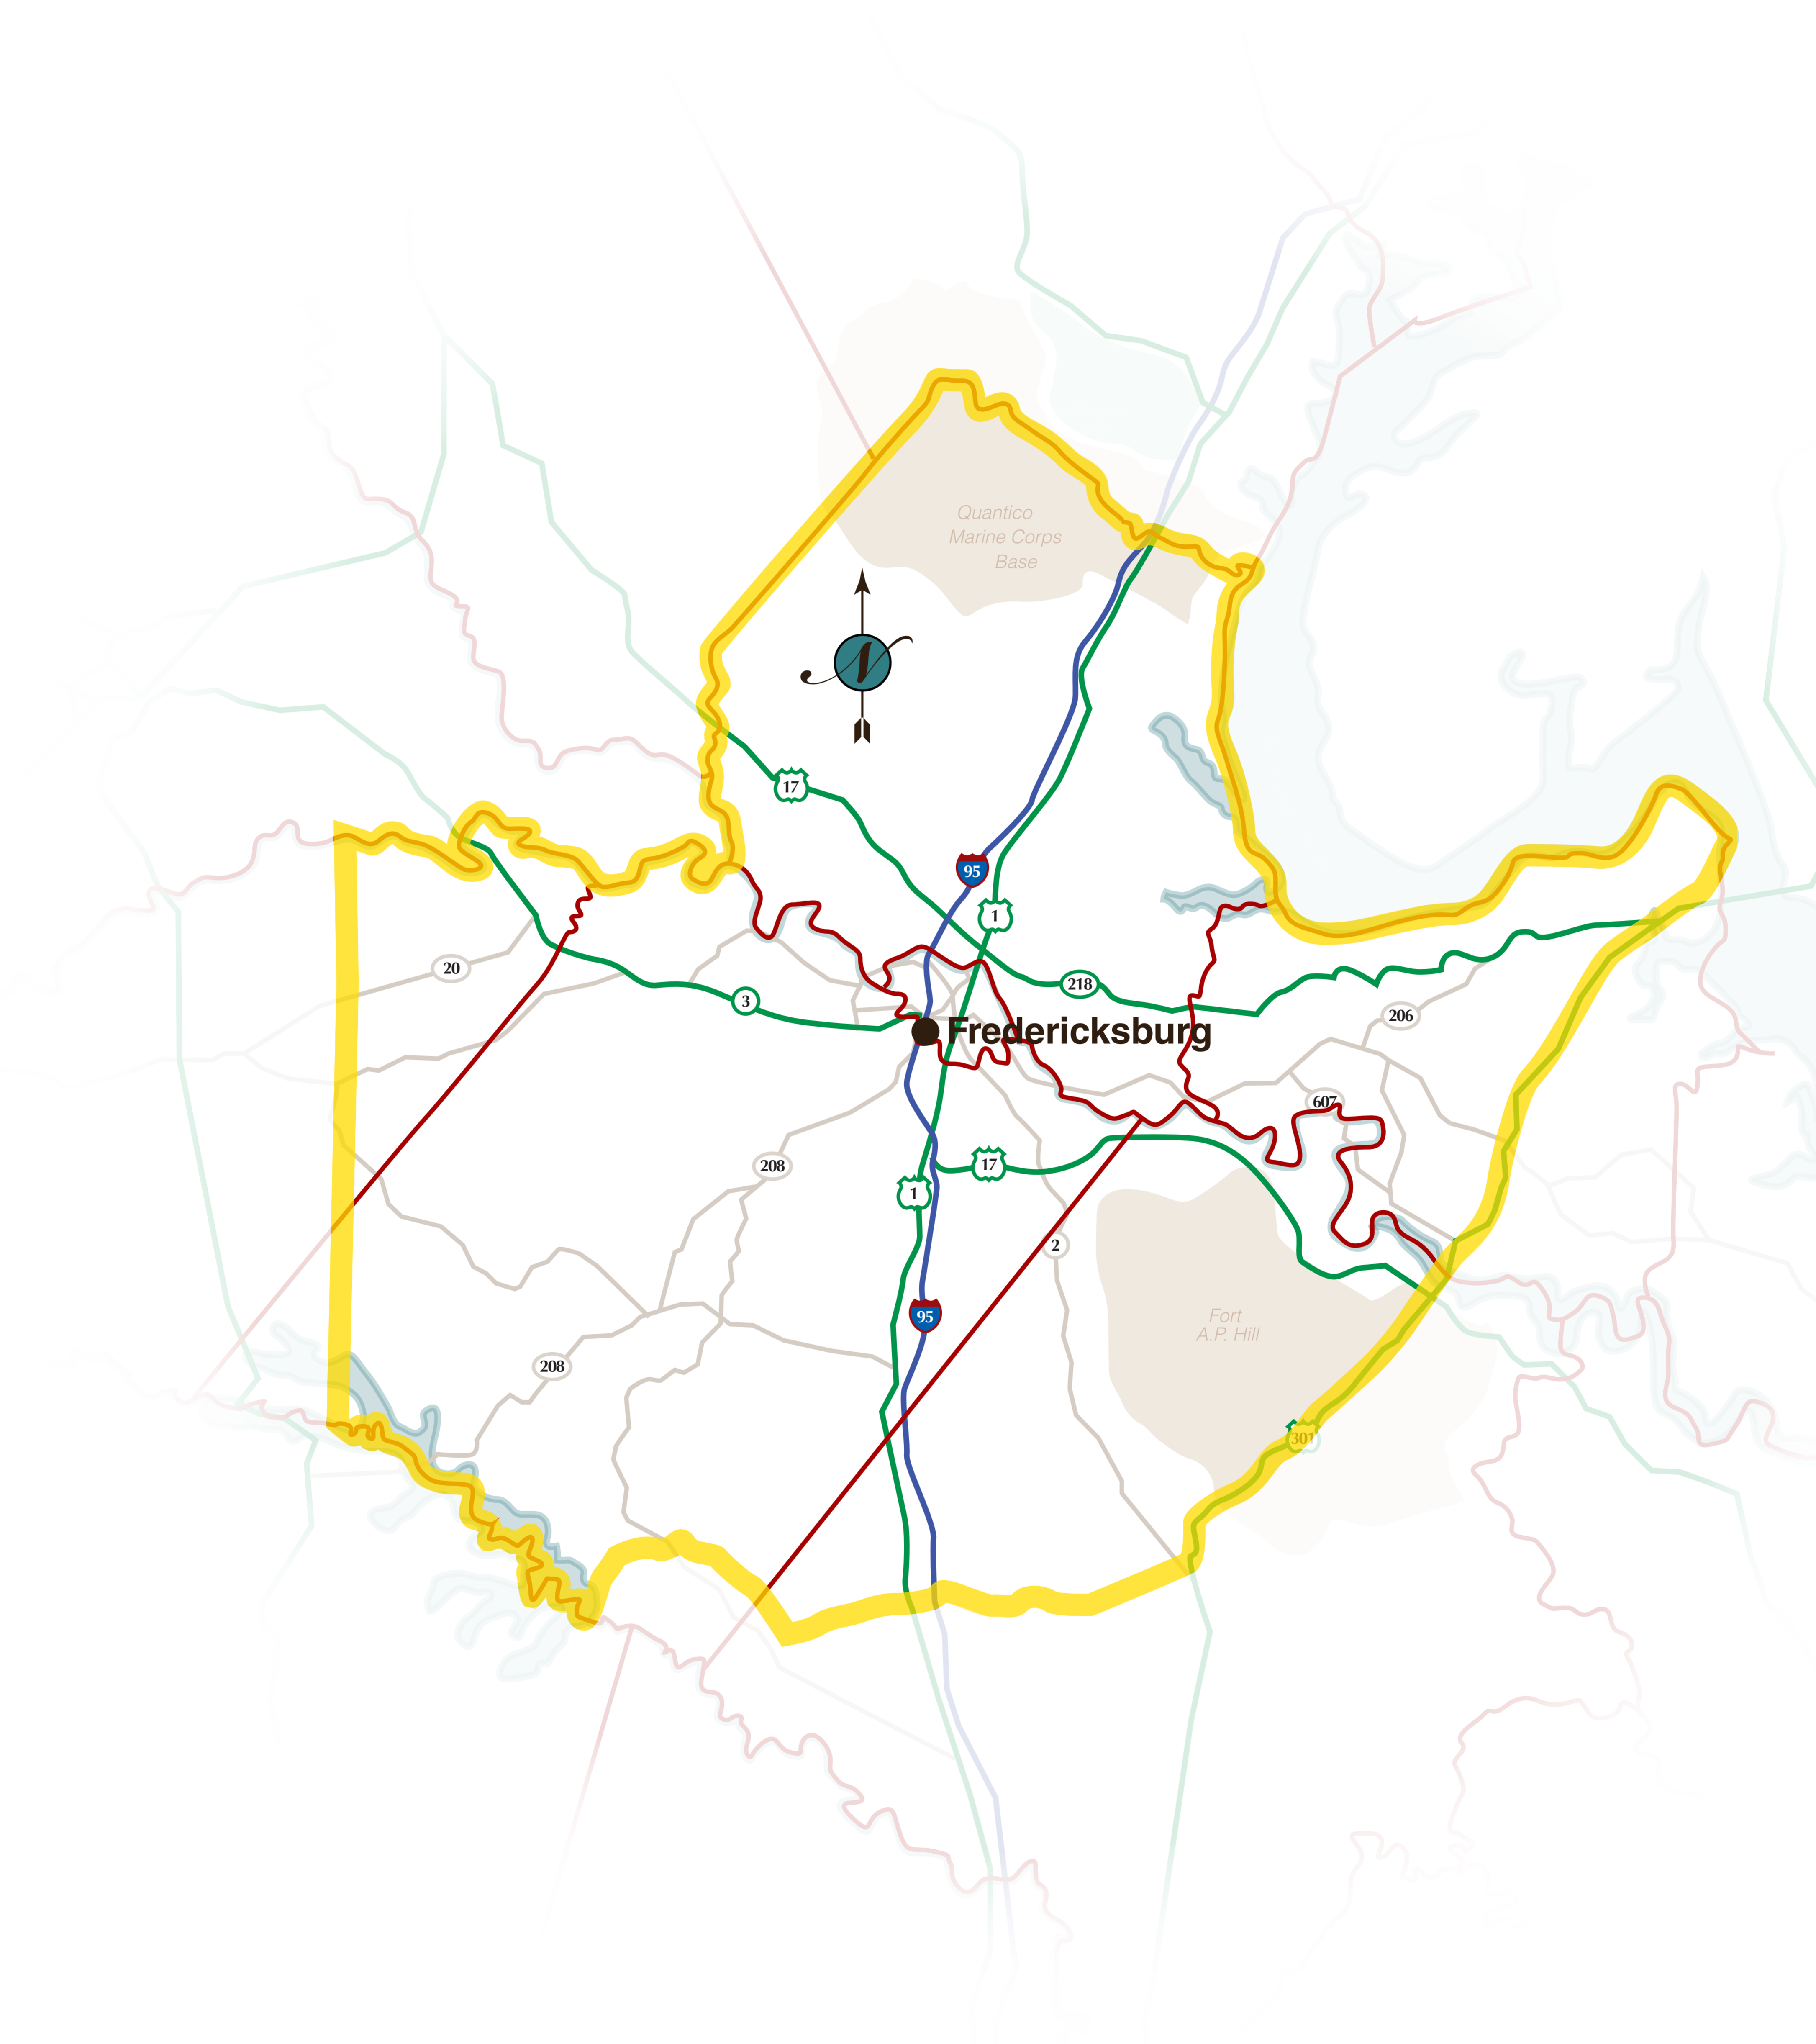 Quantico
Marine Corps
Base
N
17
95
1
20
3
218
206
Fredericksburg
607
208
17
1
2
95
Fort
A.P. Hill
208
301